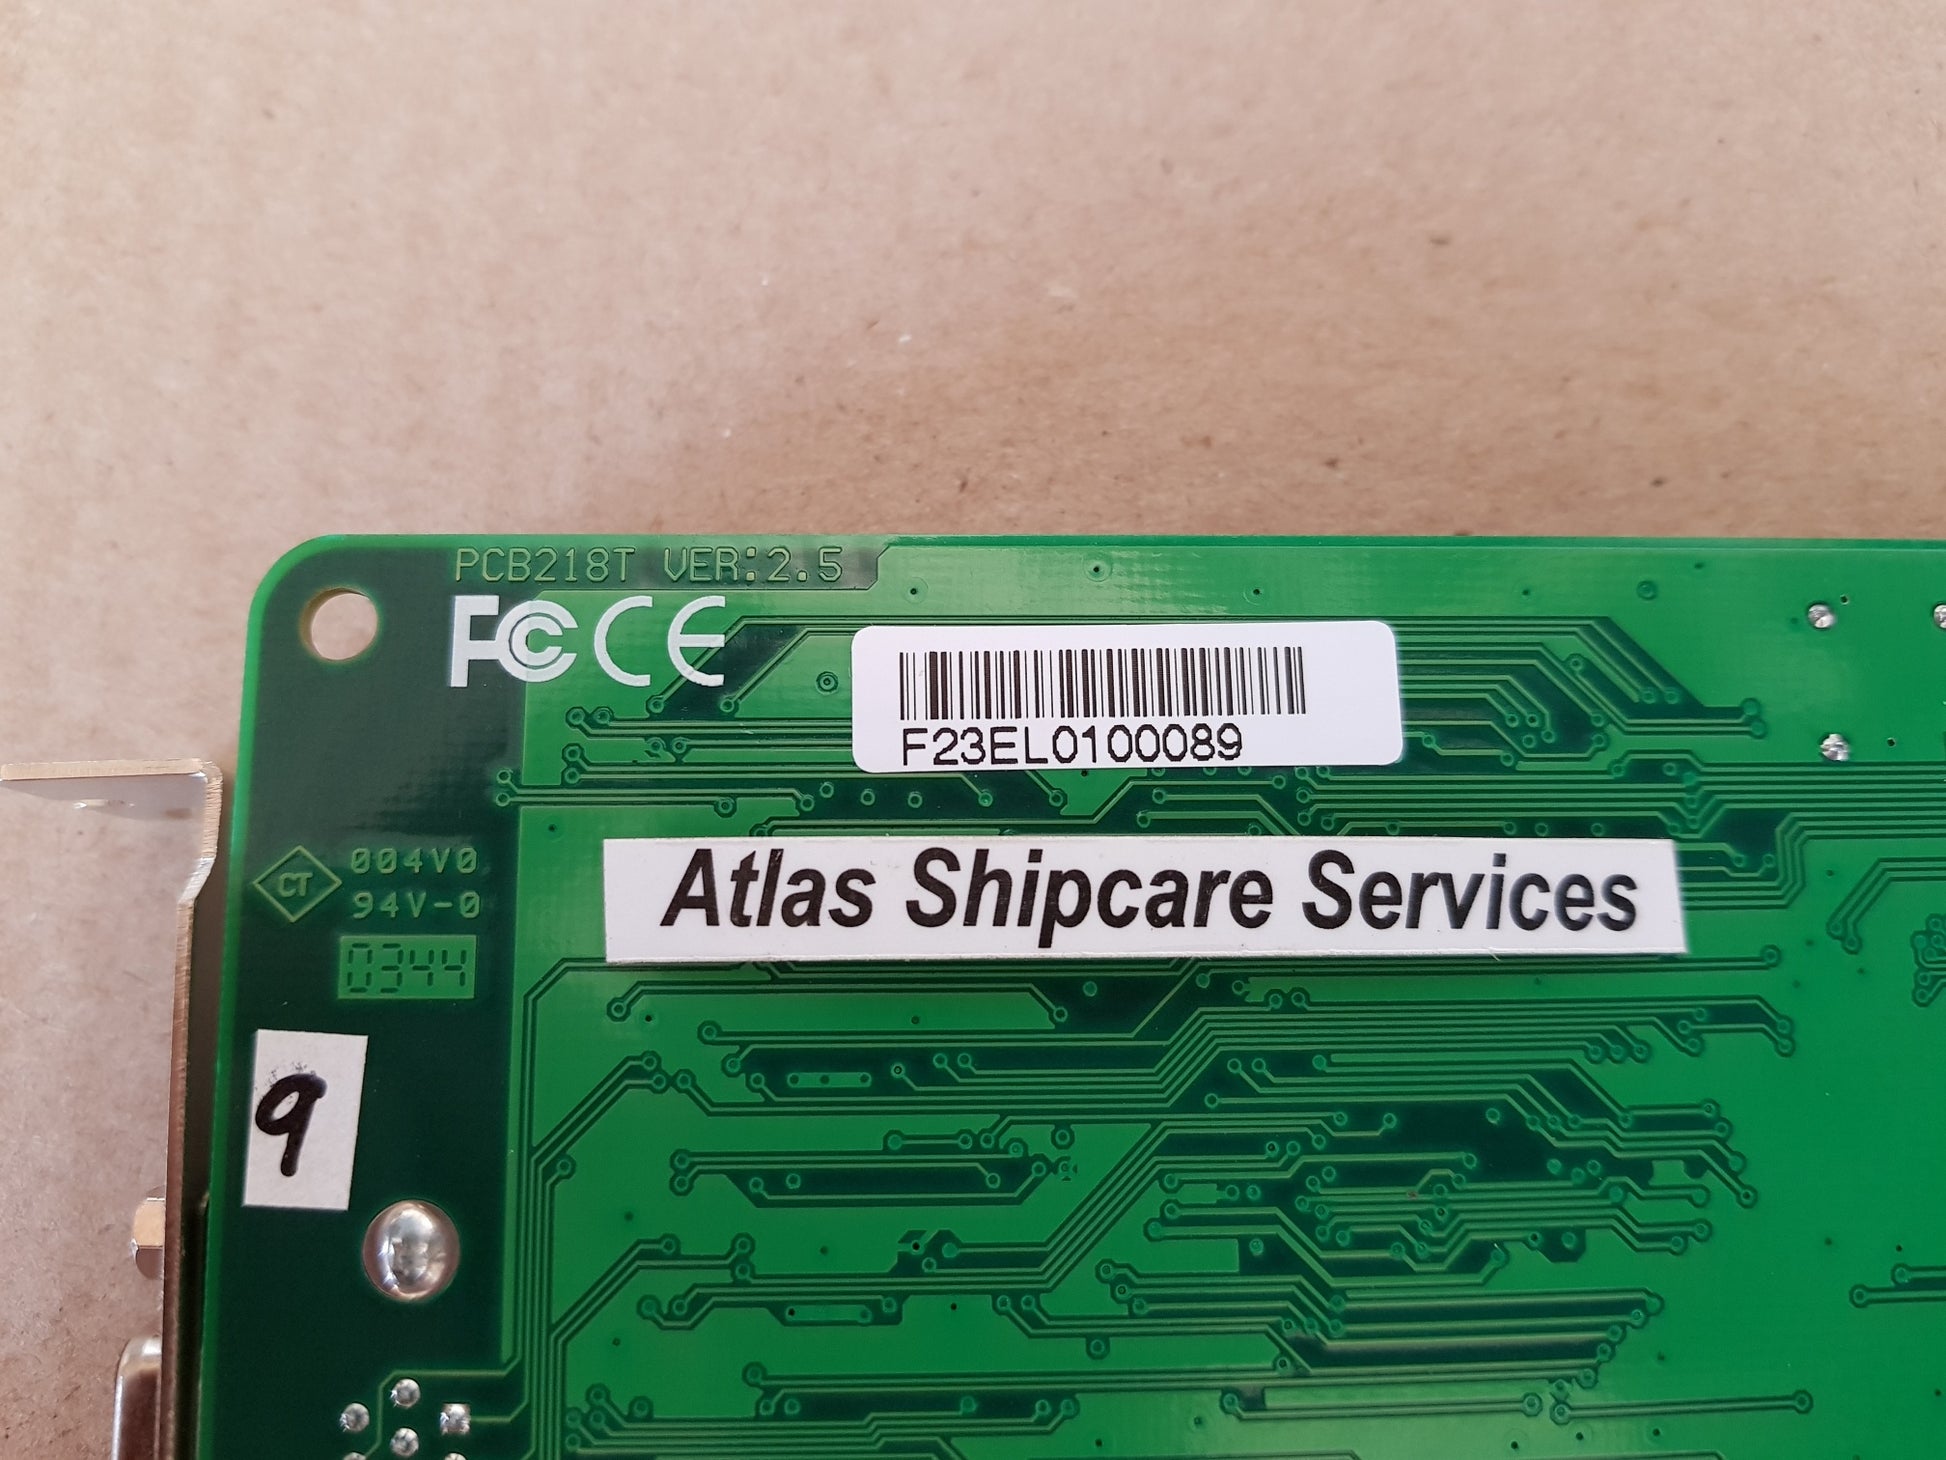 PCB218T VER:2.5
FC CE
F23EL0100089
Atlas Shipcare Services
CT 004V0
94V-0
0344
9